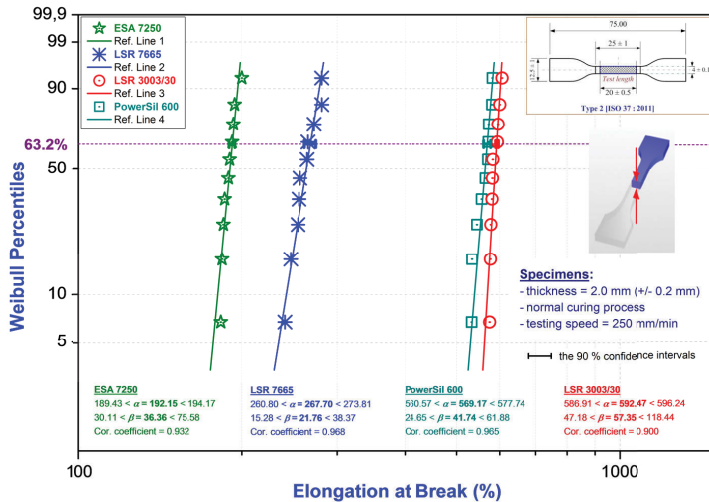 99,9
99
90
63.2%
50
10
5
Weibull Percentiles
ESA 7250
Ref. Line 1
LSR 7665
Ref. Line 2
LSR 3003/30
Ref. Line 3
PowerSil 600
Ref. Line 4
75.00
25 ± 1
12.5 ± 1
4 ± 0.1
Test length
20 ± 0.5
Type 2 [ISO 37 : 2011]
Specimens:
- thickness = 2.0 mm (+/- 0.2 mm)
- normal curing process
- testing speed = 250 mm/min
the 90 % confidence intervals
ESA 7250
189.43 < α = 192.15 < 194.17
30.11 < β = 36.36 < 75.58
Cor. coefficient = 0.932
LSR 7665
260.80 < α = 267.70 < 273.81
15.28 < β = 21.76 < 38.37
Cor. coefficient = 0.968
PowerSil 600
560.57 < α = 569.17 < 577.74
24.65 < β = 41.74 < 61.88
Cor. coefficient = 0.965
LSR 3003/30
586.91 < α = 592.47 < 596.24
47.18 < β = 57.35 < 118.44
Cor. coefficient = 0.900
100
1000
Elongation at Break (%)